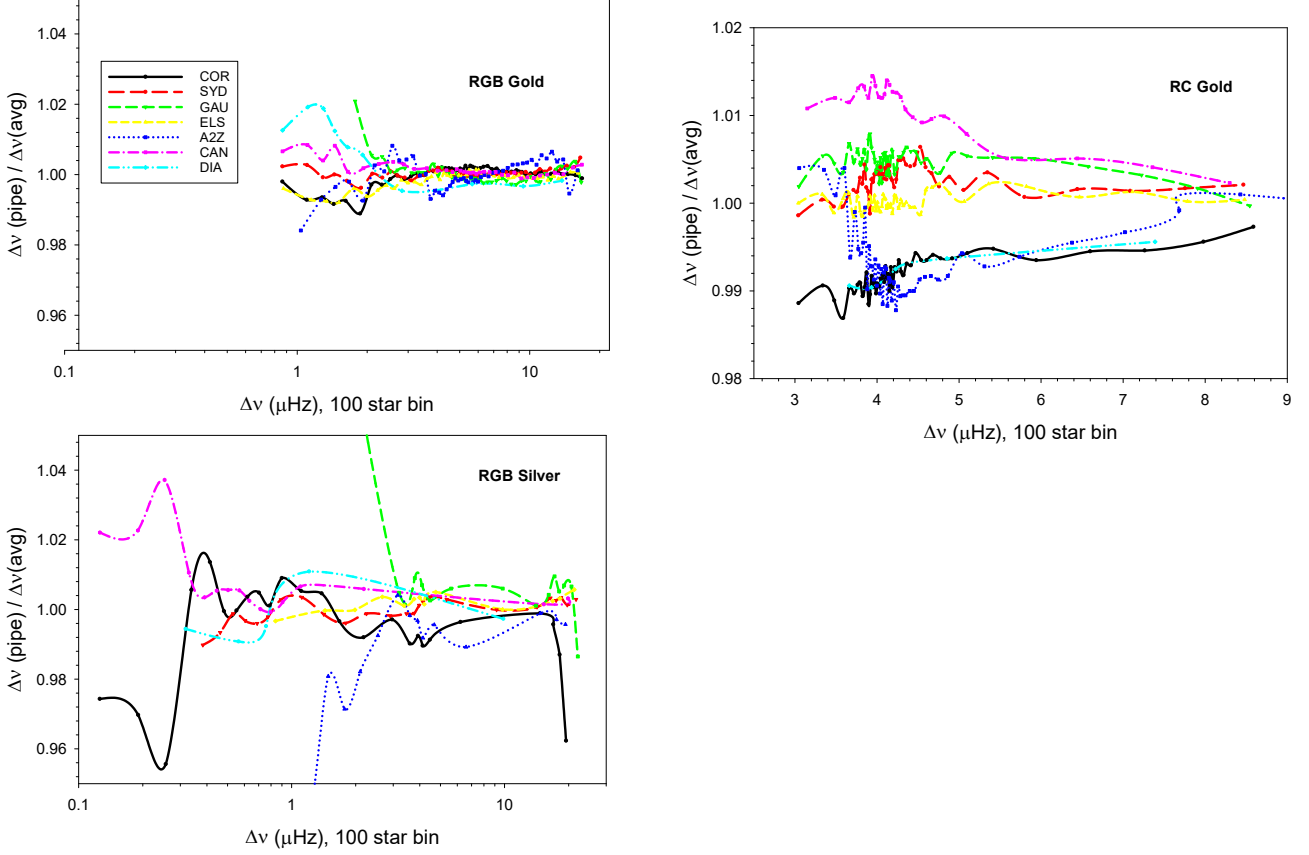 1.04
1.02
1.00
0.98
0.96
Δν (pipe) / Δν(avg)
RGB Gold
COR
SYD
GAU
ELS
A2Z
CAN
DIA
0.1 1 10
Δν (μHz), 100 star bin
1.02
1.01
1.00
0.99
0.98
Δν (pipe) / Δν(avg)
RC Gold
3 4 5 6 7 8 9
Δν (μHz), 100 star bin
1.04
1.02
1.00
0.98
0.96
Δν (pipe) / Δν(avg)
RGB Silver
0.1 1 10
Δν (μHz), 100 star bin